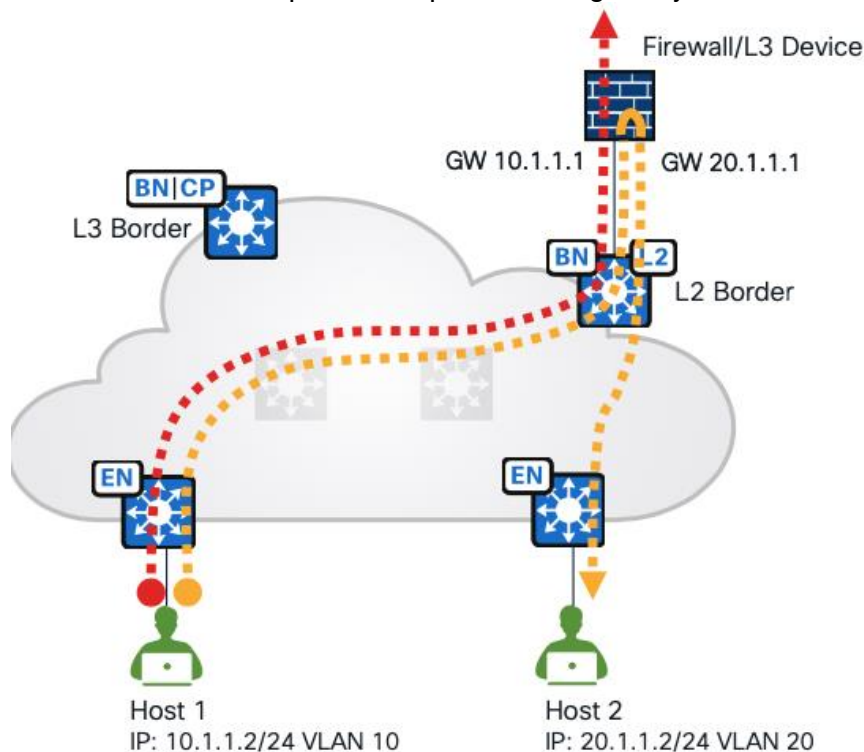 Firewall/L3 Device
GW 10.1.1.1
GW 20.1.1.1
BN|CP
L3 Border
BN
L2
L2 Border
EN
EN
Host 1
IP: 10.1.1.2/24 VLAN 10
Host 2
IP: 20.1.1.2/24 VLAN 20